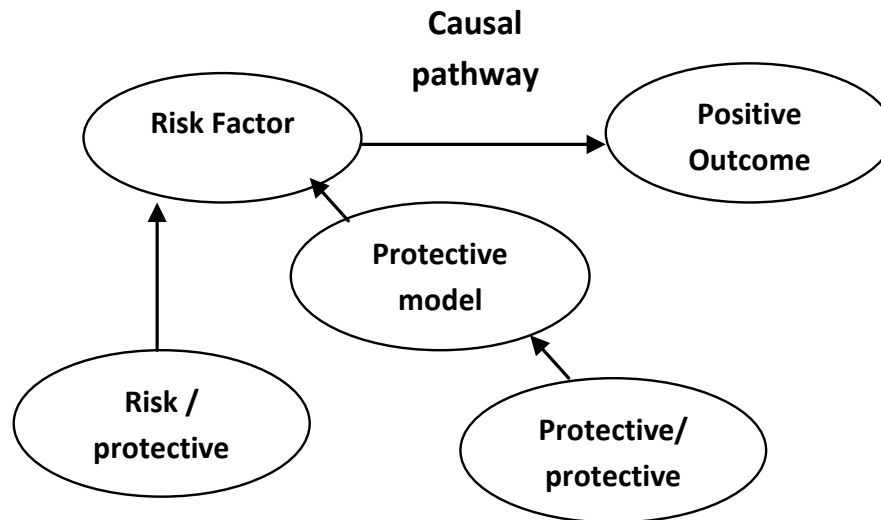 Causal
pathway
Risk Factor
Positive
Outcome
Protective
model
Risk /
protective
Protective/
protective